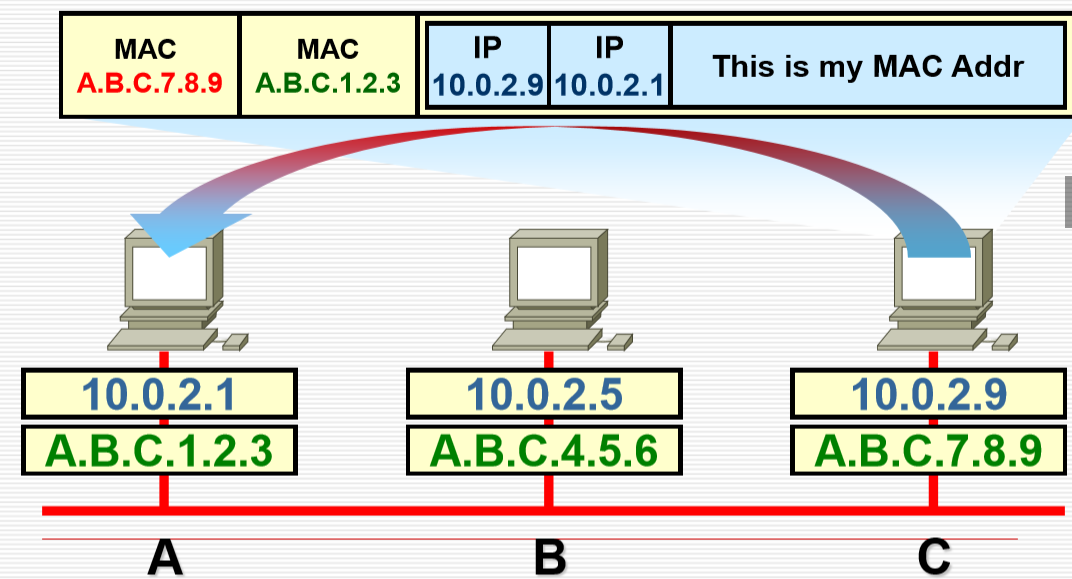 MAC
A.B.C.7.8.9
MAC
A.B.C.1.2.3
IP
10.0.2.9
IP
10.0.2.1
This is my MAC Addr
10.0.2.1
A.B.C.1.2.3
10.0.2.5
A.B.C.4.5.6
10.0.2.9
A.B.C.7.8.9
A
B
C